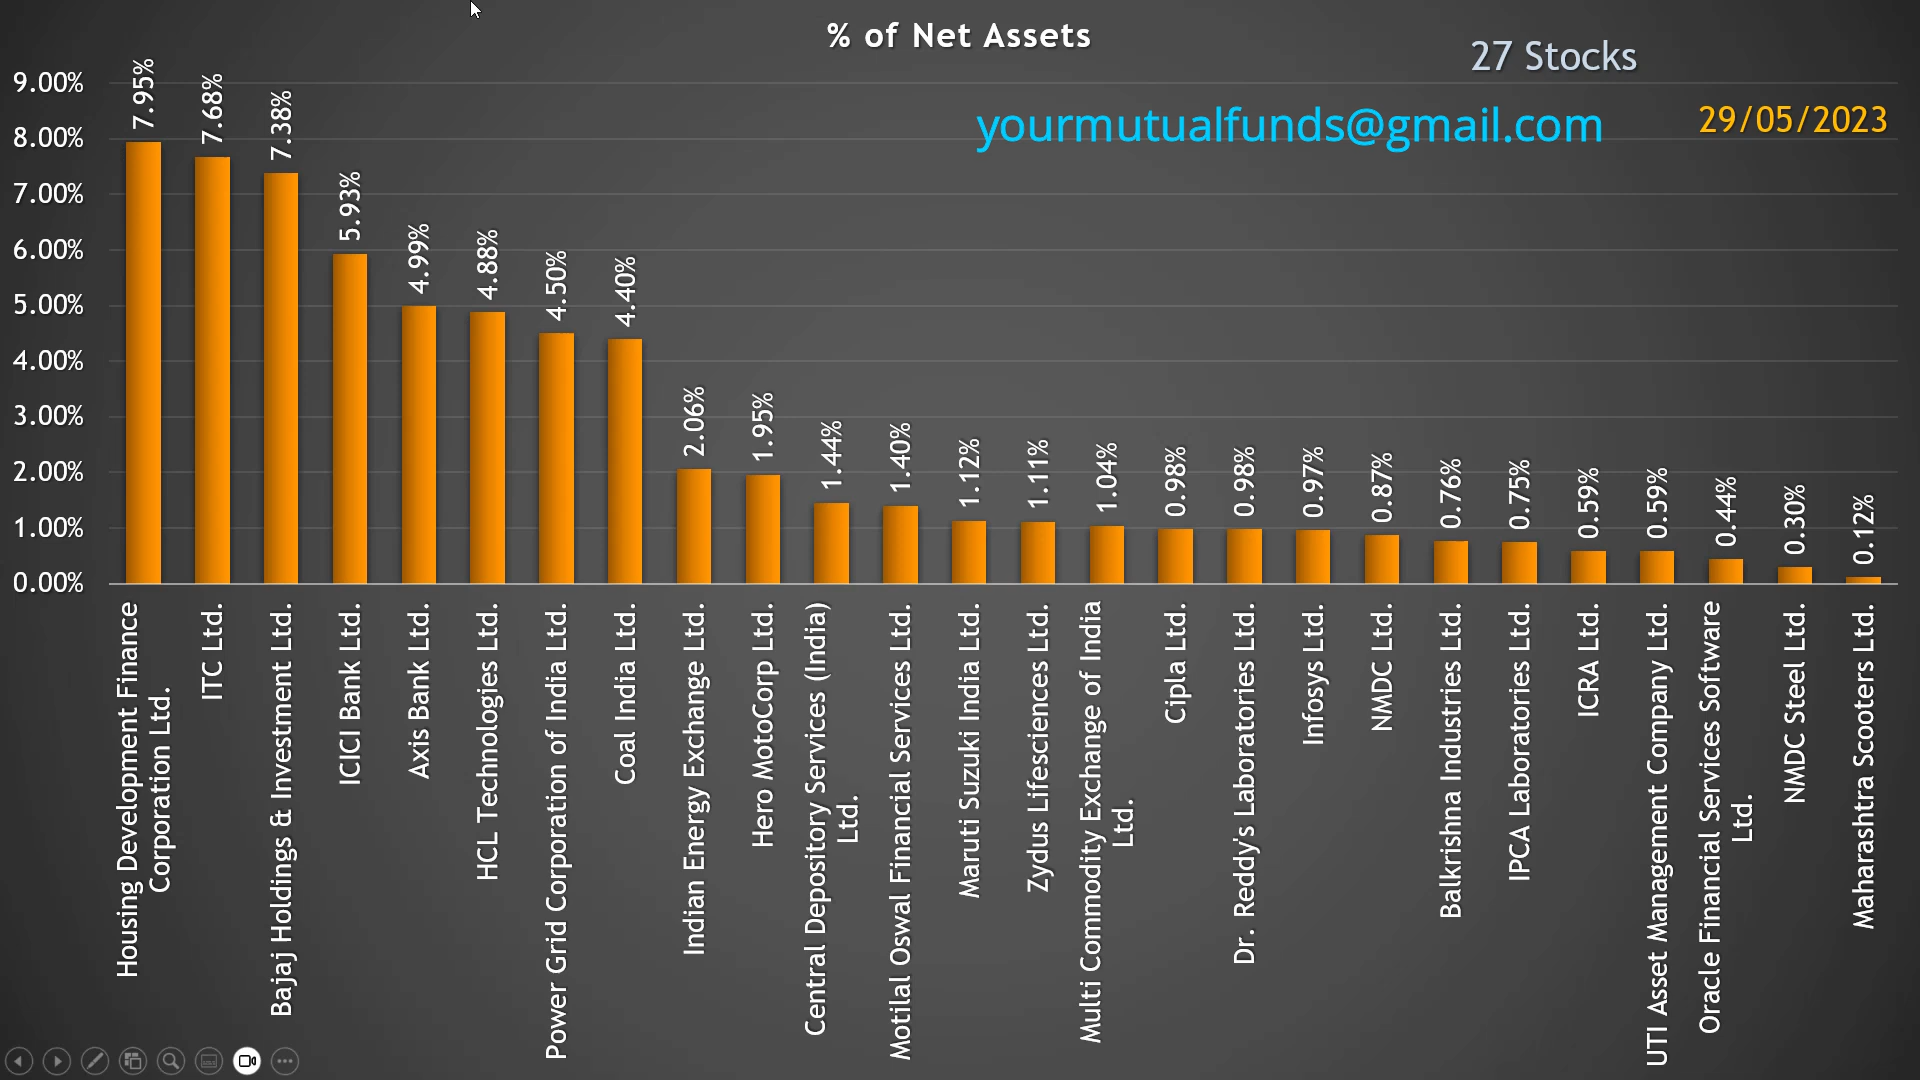 % of Net Assets
27 Stocks
yourmutualfunds@gmail.com
29/05/2023
9.00%
8.00%
7.00%
6.00%
5.00%
4.00%
3.00%
2.00%
1.00%
0.00%
7.95%
7.68%
7.38%
5.93%
4.99%
4.88%
4.50%
4.40%
2.06%
1.95%
1.44%
1.40%
1.12%
1.11%
1.04%
0.98%
0.98%
0.97%
0.87%
0.76%
0.75%
0.59%
0.59%
0.44%
0.30%
0.12%
Housing Development Finance
Corporation Ltd.
ITC Ltd.
Bajaj Holdings & Investment Ltd.
ICICI Bank Ltd.
Axis Bank Ltd.
HCL Technologies Ltd.
Power Grid Corporation of India Ltd.
Coal India Ltd.
Indian Energy Exchange Ltd.
Hero MotoCorp Ltd.
Central Depository Services (India)
Ltd.
Motilal Oswal Financial Services Ltd.
Maruti Suzuki India Ltd.
Zydus Lifesciences Ltd.
Multi Commodity Exchange of India
Ltd.
Cipla Ltd.
Dr. Reddy's Laboratories Ltd.
Infosys Ltd.
NMDC Ltd.
Balkrishna Industries Ltd.
IPCA Laboratories Ltd.
ICRA Ltd.
UTI Asset Management Company Ltd.
Oracle Financial Services Software
Ltd.
NMDC Steel Ltd.
Maharashtra Scooters Ltd.